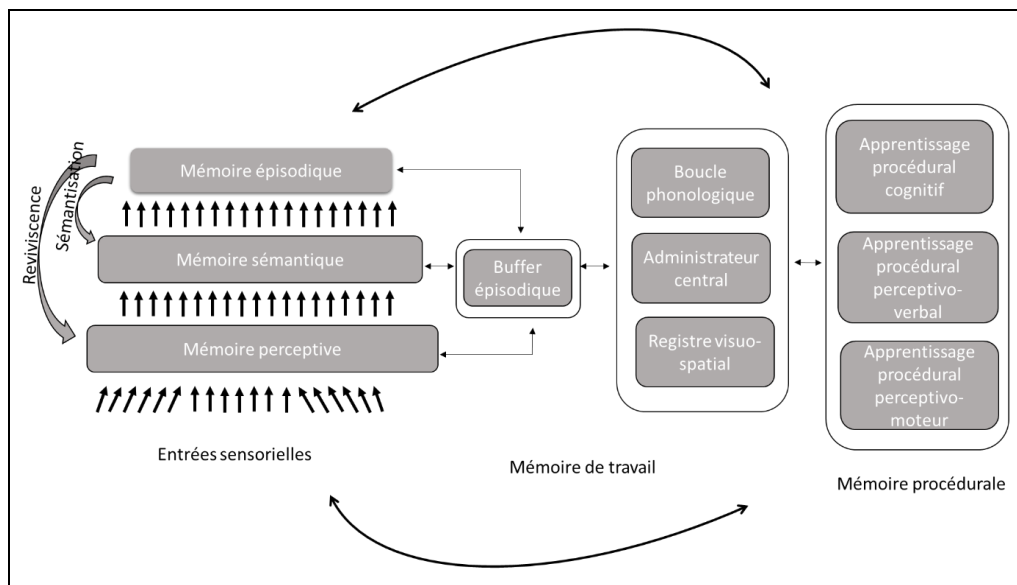 Reviviscence
Sémantisation
Mémoire épisodique
Mémoire sémantique
Mémoire perceptive
Entrées sensorielles
Buffer
épisodique
Boucle
phonologique
Administrateur
central
Registre visuo-
spatial
Mémoire de travail
Apprentissage
procédural
cognitif
Apprentissage
procédural
perceptivo-
verbal
Apprentissage
procédural
perceptivo-
moteur
Mémoire procédurale